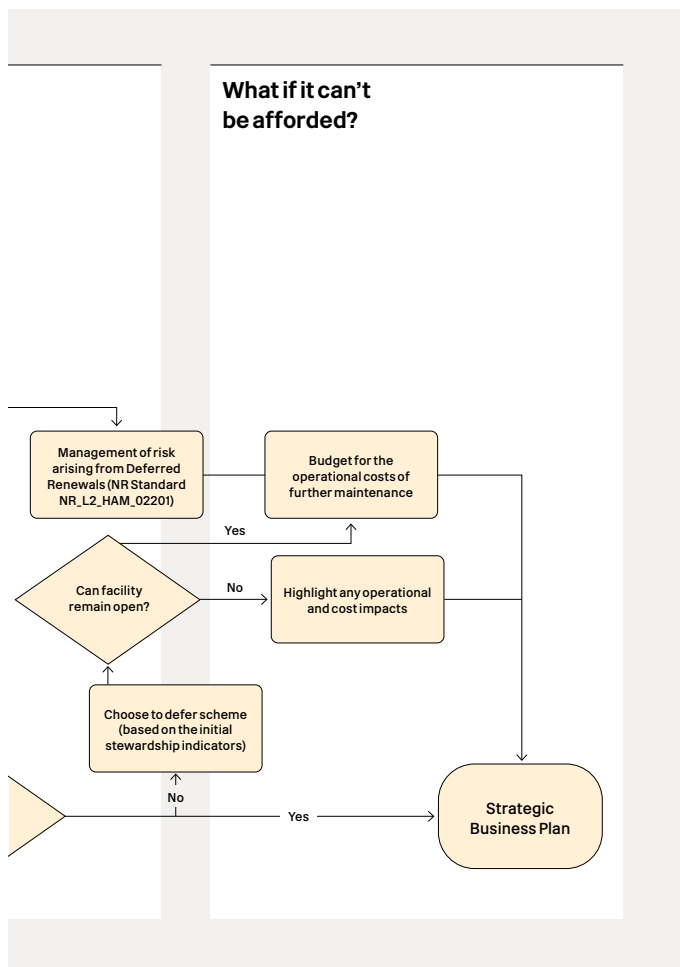 What if it can’t
be afforded?
Management of risk
arising from Deferred
Renewals (NR Standard
NR_L2_HAM_02201)
Budget for the
operational costs of
further maintenance
Yes
Can facility
remain open?
No
Highlight any operational
and cost impacts
Choose to defer scheme
(based on the initial
stewardship indicators)
No
Yes
Strategic
Business Plan